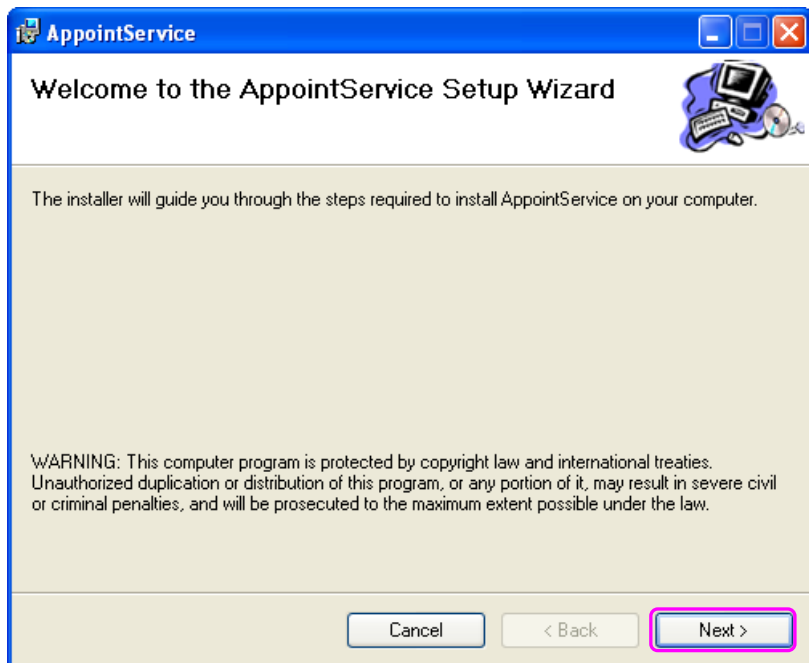 AppointService
Welcome to the AppointService Setup Wizard
The installer will guide you through the steps required to install AppointService on your computer.
WARNING: This computer program is protected by copyright law and international treaties.
Unauthorized duplication or distribution of this program, or any portion of it, may result in severe civil
or criminal penalties, and will be prosecuted to the maximum extent possible under the law.
Cancel
< Back
Next >